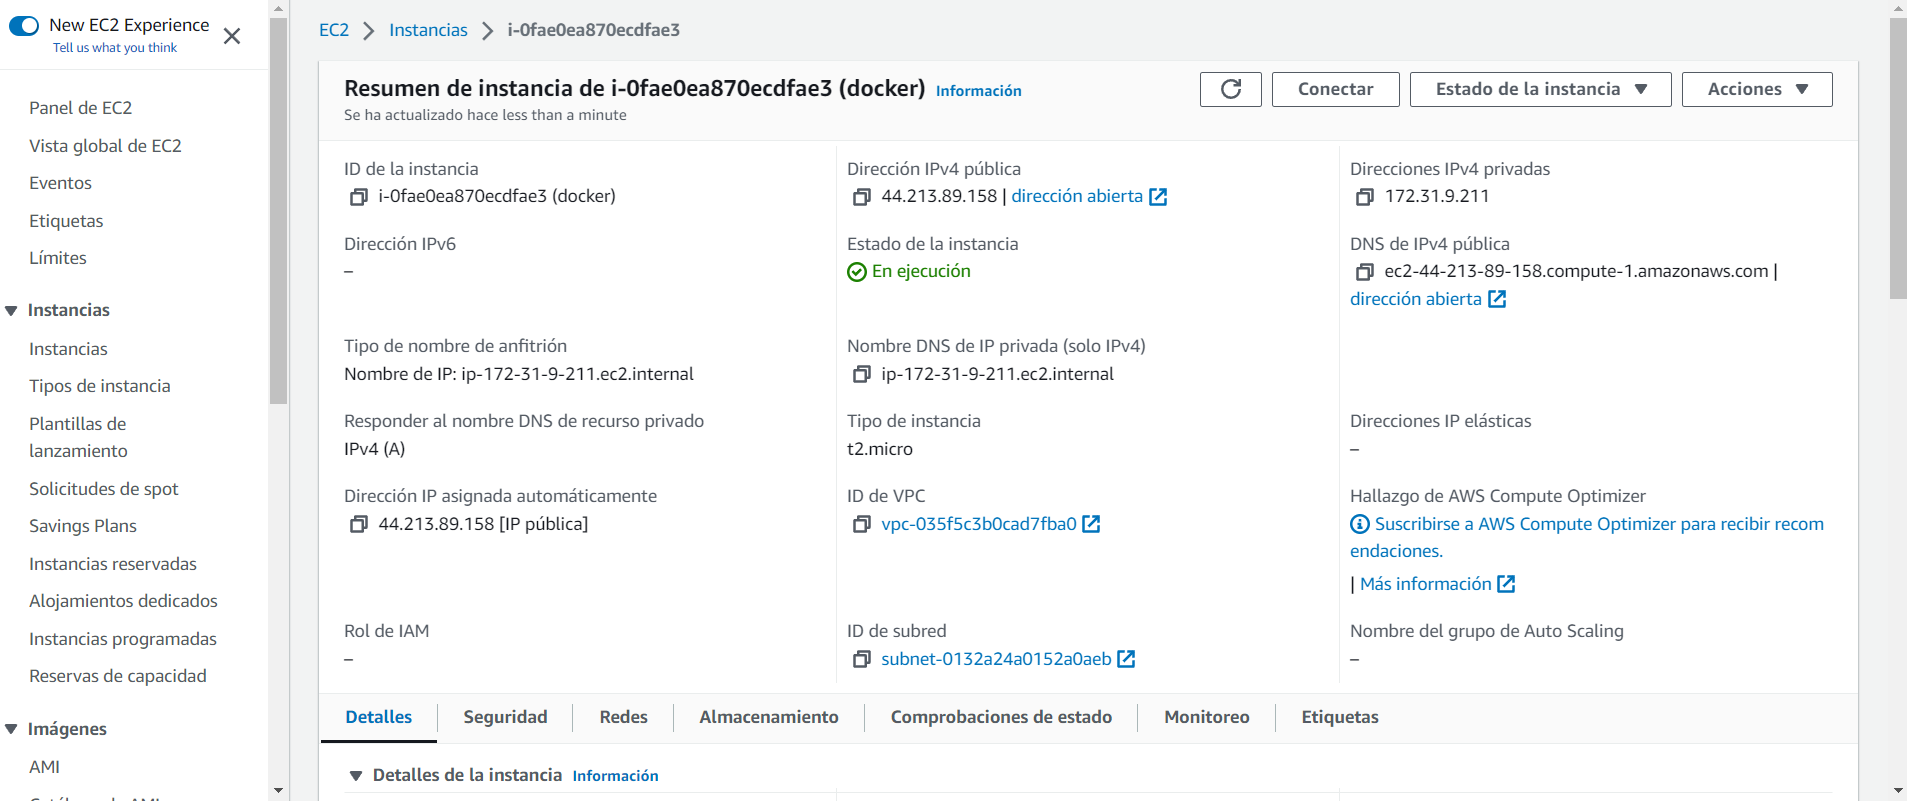 New EC2 Experience
Tell us what you think
Panel de EC2
Vista global de EC2
Eventos
Etiquetas
Límites
Instancias
Instancias
Tipos de instancia
Plantillas de
lanzamiento
Solicitudes de spot
Savings Plans
Instancias reservadas
Alojamientos dedicados
Instancias programadas
Reservas de capacidad
Imágenes
AMI
EC2 > Instancias > i-0fae0ea870ecdfae3
Resumen de instancia de i-0fae0ea870ecdfae3 (docker) Información
Se ha actualizado hace less than a minute
Conectar
Estado de la instancia
Acciones
ID de la instancia
i-0fae0ea870ecdfae3 (docker)
Dirección IPv4 pública
44.213.89.158 | dirección abierta
Direcciones IPv4 privadas
172.31.9.211
Dirección IPv6
–
Estado de la instancia
En ejecución
DNS de IPv4 pública
ec2-44-213-89-158.compute-1.amazonaws.com |
dirección abierta
Tipo de nombre de anfitrión
Nombre de IP: ip-172-31-9-211.ec2.internal
Nombre DNS de IP privada (solo IPv4)
ip-172-31-9-211.ec2.internal
Responder al nombre DNS de recurso privado
IPv4 (A)
Tipo de instancia
t2.micro
Direcciones IP elásticas
–
Dirección IP asignada automáticamente
44.213.89.158 [IP pública]
ID de VPC
vpc-035f5c3b0cad7fba0
Hallazgo de AWS Compute Optimizer
Suscribirse a AWS Compute Optimizer para recibir recom
endaciones.
| Más información
Rol de IAM
–
ID de subred
subnet-0132a24a0152a0aeb
Nombre del grupo de Auto Scaling
–
Detalles
Seguridad
Redes
Almacenamiento
Comprobaciones de estado
Monitoreo
Etiquetas
Detalles de la instancia Información